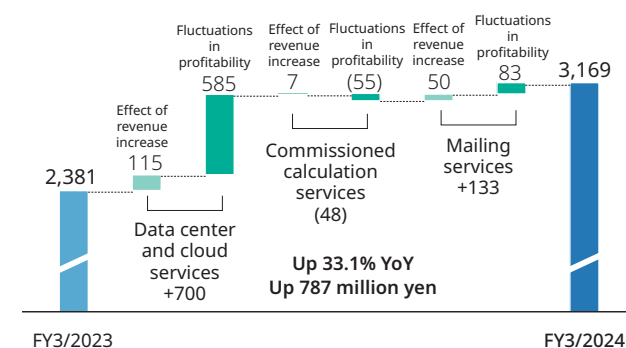 Effect of
revenue
increase
115
Fluctuations
in
profitability
585
Effect of
revenue
increase
7
Fluctuations
in
profitability
(55)
Effect of
revenue
increase
50
Fluctuations
in
profitability
83
2,381
3,169
Data center
and cloud
services
+700
Commissioned
calculation
services
(48)
Mailing
services
+133
Up 33.1% YoY
Up 787 million yen
FY3/2023
FY3/2024